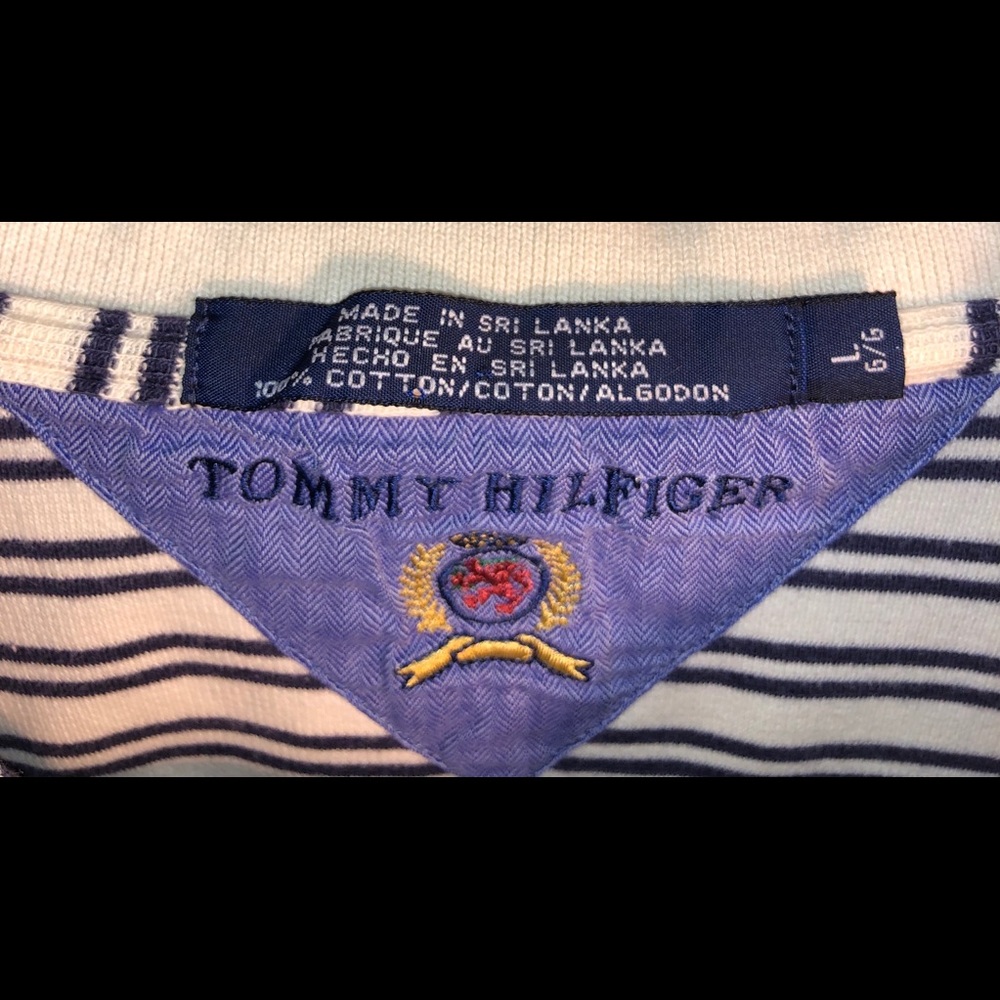 MADE IN SRI LANKA
FABRIQUE AU SRI LANKA
HECHO EN SRI LANKA
100% COTTON/COTON/ALGODON
L
G/G
TOMMY HILFIGER